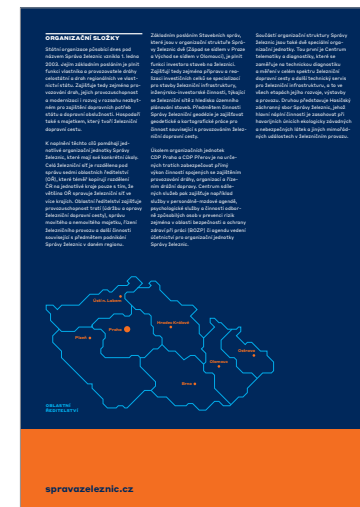 ORGANIZAČNÍ SLOŽKY
Státní organizace působící dnes pod
názvem Správa železnic vznikla 1. ledna
2003. Jejím základním posláním je plnit
funkci vlastníka a provozovatele dráhy
celostátní a drah regionálních ve vlast-
nictví státu. Zajišťuje tedy zejména pro-
vozování drah, jejich provozuschopnost
a modernizaci i rozvoj v rozsahu nezbyt-
ném pro zajištění dopravních potřeb
státu a dopravní obslužnosti. Hospodaří
také s majetkem, který tvoří železniční
dopravní cestu.
K naplnění těchto cílů pomáhají jed-
notlivé organizační jednotky Správy
železnic, které mají své konkrétní úkoly.
Celá železniční síť je rozdělena pod
správu sedmi oblastních ředitelství
(OŘ), které téměř kopírují rozdělení
ČR na jednotlivé kraje pouze s tím, že
většina OŘ spravuje železniční síť ve
více krajích. Oblastní ředitelství zajišťuje
provozuschopnost tratí (údržbu a opravy
železniční dopravní cesty), správu
movitého a nemovitého majetku, řízení
železničního provozu a další činnosti
související s předmětem podnikání
Správy železnic v daném regionu.
Základním posláním Stavebních správ,
které jsou v organizační struktuře Sprá-
vy železnic dvě (Západ se sídlem v Praze
a Východ se sídlem v Olomouci), je plnit
funkci investora staveb na železnici.
Zajišťují tedy zejména přípravu a rea-
lizaci investičních celků se specializací
pro stavby železniční infrastruktury,
inženýrsko-investorské činnosti, týkající
se železniční sítě z hlediska územního
plánování staveb. Předmětem činnosti
Správy železniční geodézie je zajišťovat
geodetické a kartografické práce pro
činnost související s provozováním želez-
niční dopravní cesty.
Úkolem organizačních jednotek
CDP Praha a CDP Přerov je na urče-
ných tratích zabezpečovat přímý
výkon činností spojených se zajištěním
provozování dráhy, organizací a říze-
ním drážní dopravy. Centrum sdíle-
ných služeb pak zajišťuje například
služby v personálně-mzdové agendě,
psychologické služby a činnosti odbor-
ně způsobilých osob v prevenci rizik
zejména v oblasti bezpečnosti a ochrany
zdraví při práci (BOZP) či agendu vedení
účetnictví pro organizační jednotky
Správy železnic.
Součástí organizační struktury Správy
železnic jsou také dvě speciální orga-
nizační jednotky. Tou první je Centrum
telematiky a diagnostiky, které se
zaměřuje na technickou diagnostiku
a měření v celém spektru železniční
dopravní cesty a další technický servis
pro železniční infrastrukturu, a to ve
všech etapách jejího rozvoje, výstavby
a provozu. Druhou představuje Hasičský
záchranný sbor Správy železnic, jehož
hlavní náplní činnosti je zasahovat při
havarijních únicích ekologicky závadných
a nebezpečných látek a jiných mimořád-
ných událostech v železničním provozu.
Ústí n. Labem
Praha
Hradec Králové
Plzeň
Ostrava
Olomouc
Brno
OBLASTNÍ
ŘEDITELSTVÍ
spravazeleznic.cz